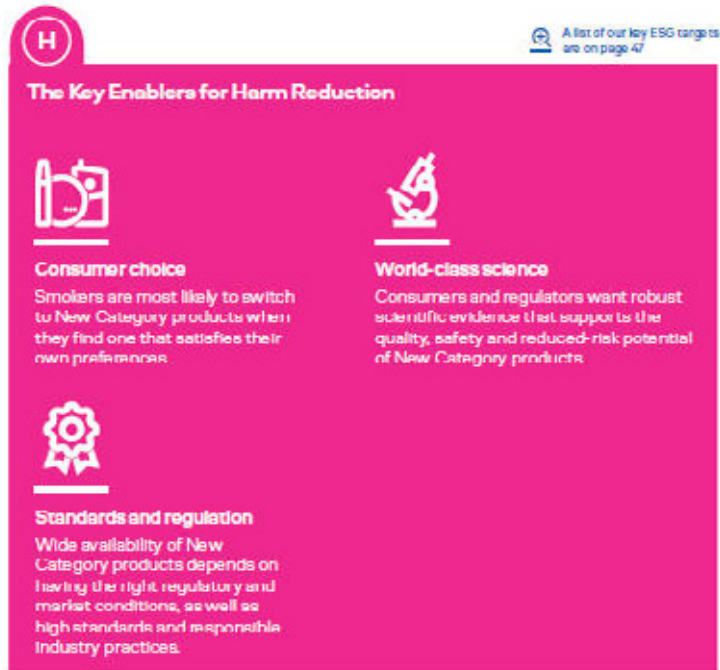 H
A list of our key ESG targets
are on page 47
The Key Enablers for Harm Reduction
Consumer choice
Smokers are most likely to switch
to New Category products when
they find one that satisfies their
own preferences.
World-class science
Consumers and regulators want robust
scientific evidence that supports the
quality, safety and reduced-risk potential
of New Category products.
Standards and regulation
Wide availability of New
Category products depends on
having the right regulatory and
market conditions, as well as
high standards and responsible
industry practices.